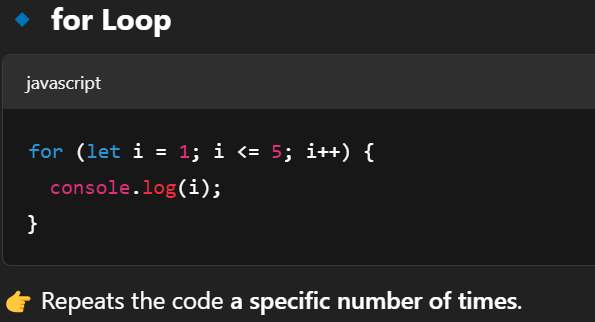 🔹 for Loop
javascript
for (let i = 1; i <= 5; i++) {
  console.log(i);
}
👉 Repeats the code a specific number of times.